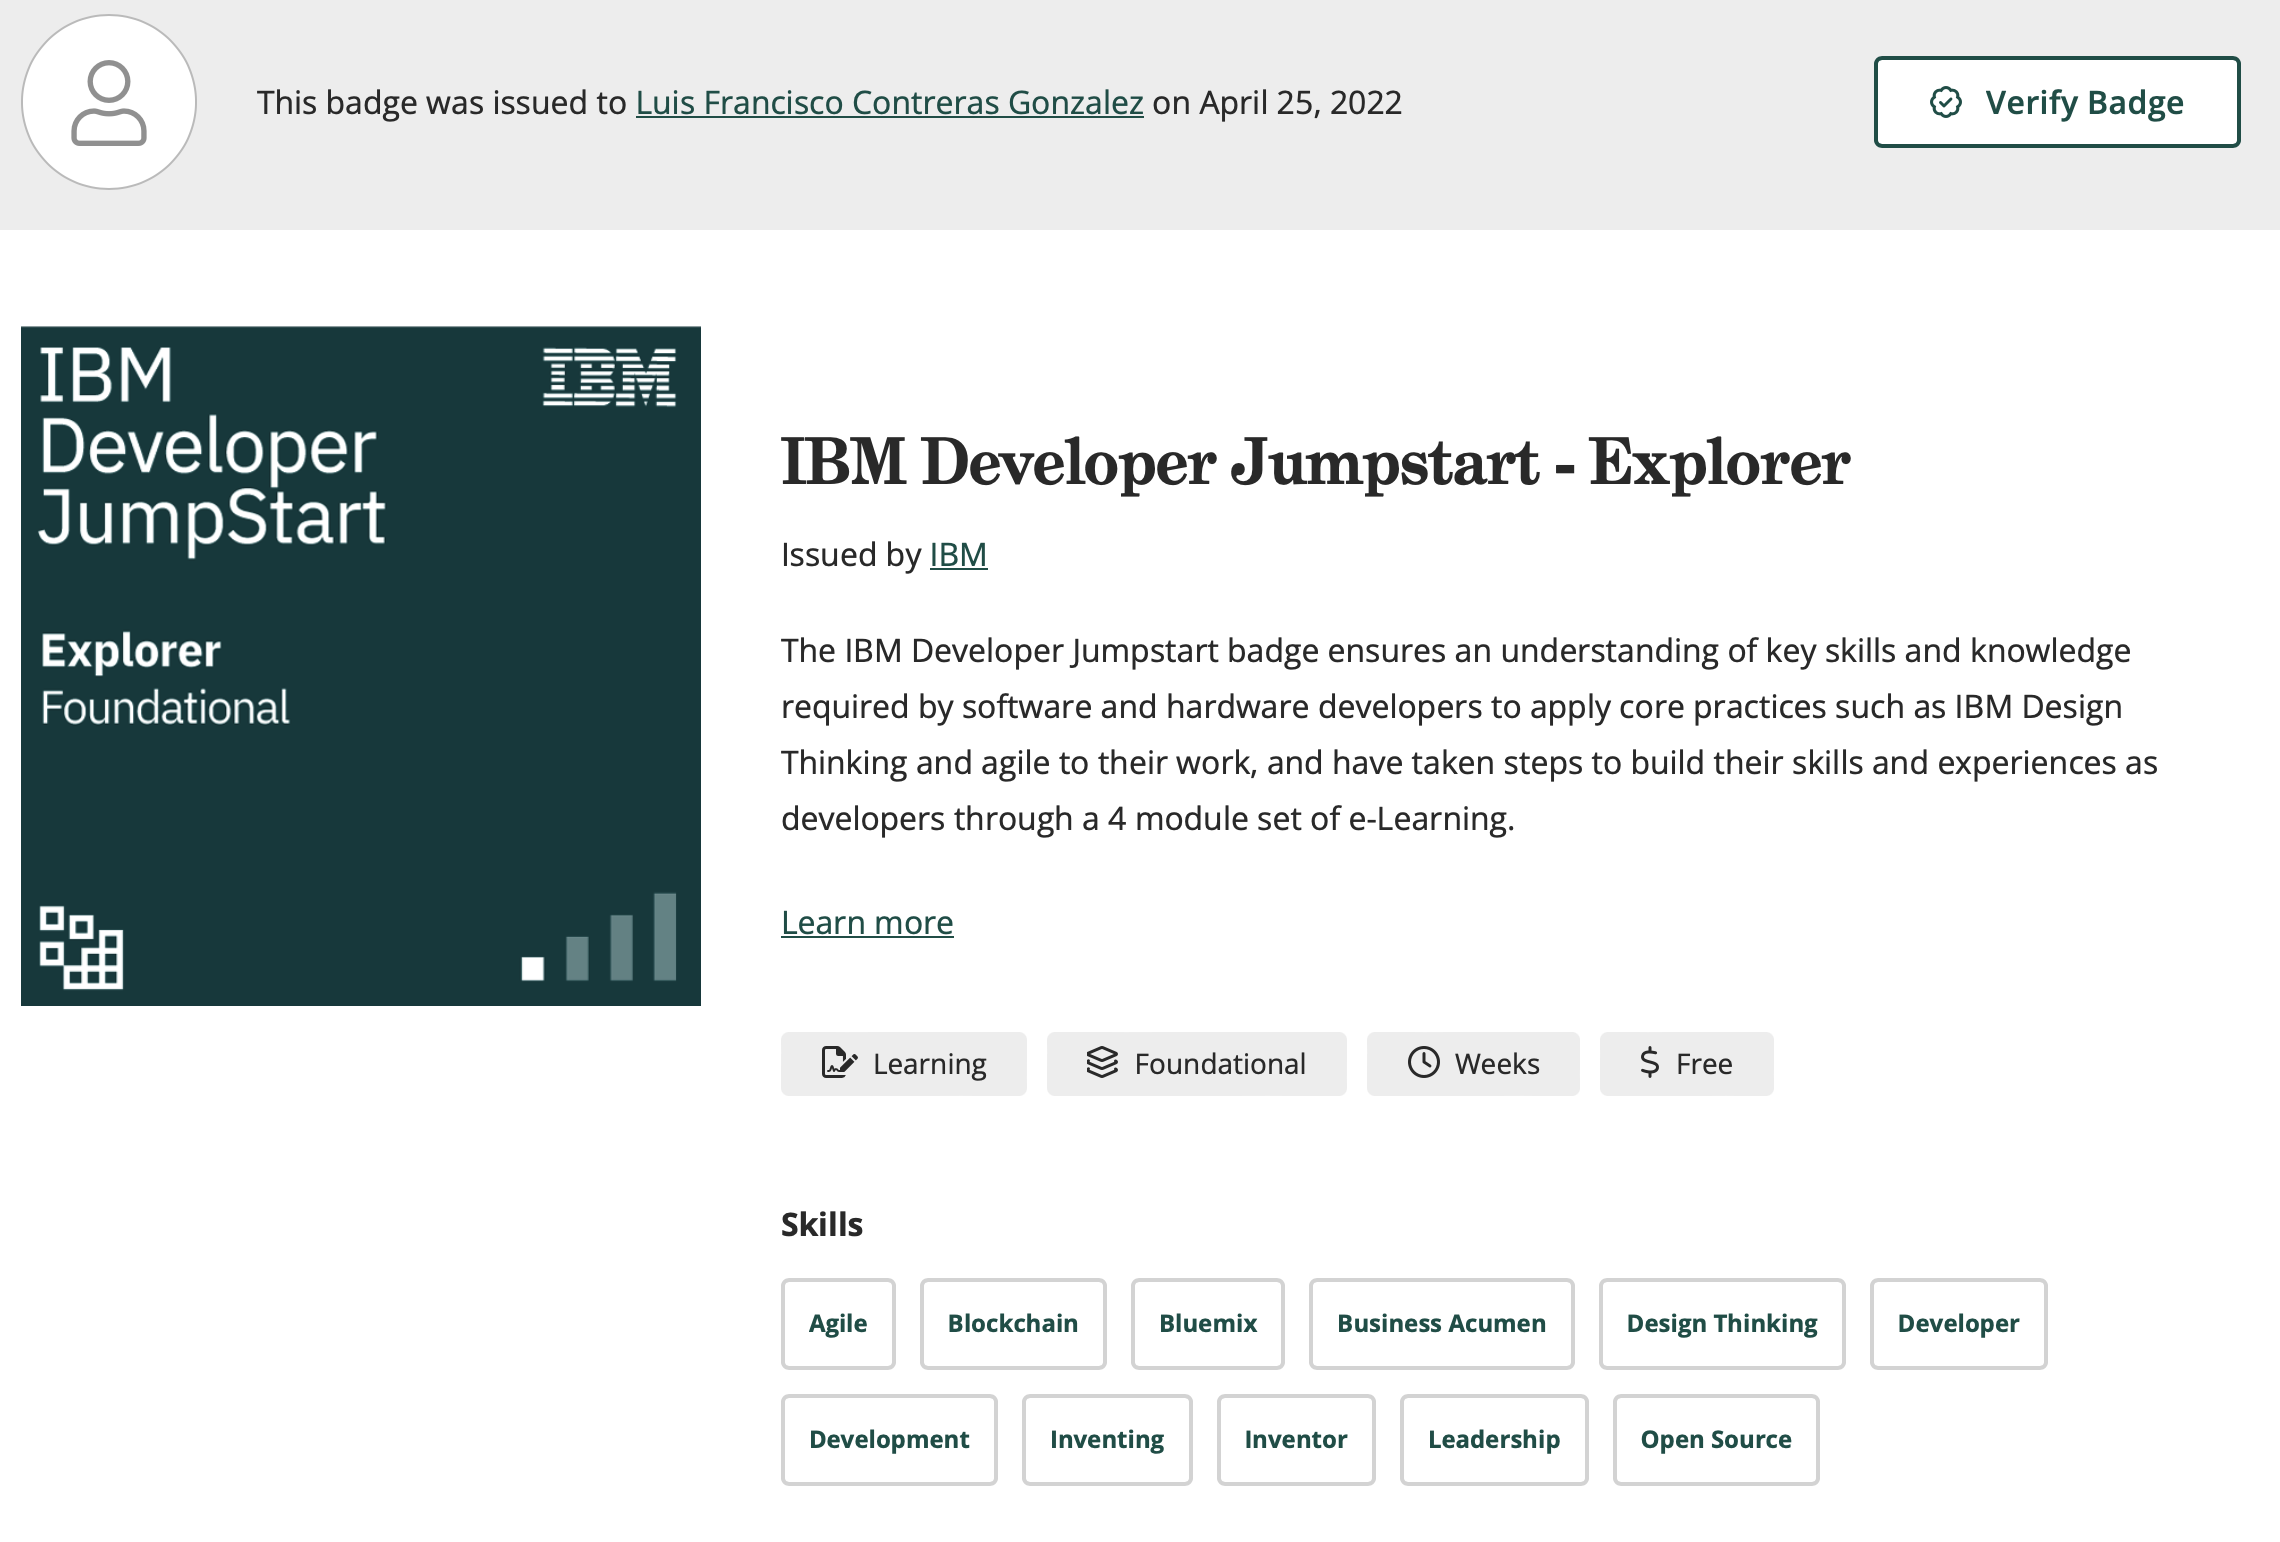 This badge was issued to Luis Francisco Contreras Gonzalez on April 25, 2022
Verify Badge
IBM
Developer
JumpStart
IBM
Explorer
Foundational
IBM Developer Jumpstart - Explorer
Issued by IBM
The IBM Developer Jumpstart badge ensures an understanding of key skills and knowledge
required by software and hardware developers to apply core practices such as IBM Design
Thinking and agile to their work, and have taken steps to build their skills and experiences as
developers through a 4 module set of e-Learning.
Learn more
Learning
Foundational
Weeks
$ Free
Skills
Agile
Blockchain
Bluemix
Business Acumen
Design Thinking
Developer
Development
Inventing
Inventor
Leadership
Open Source